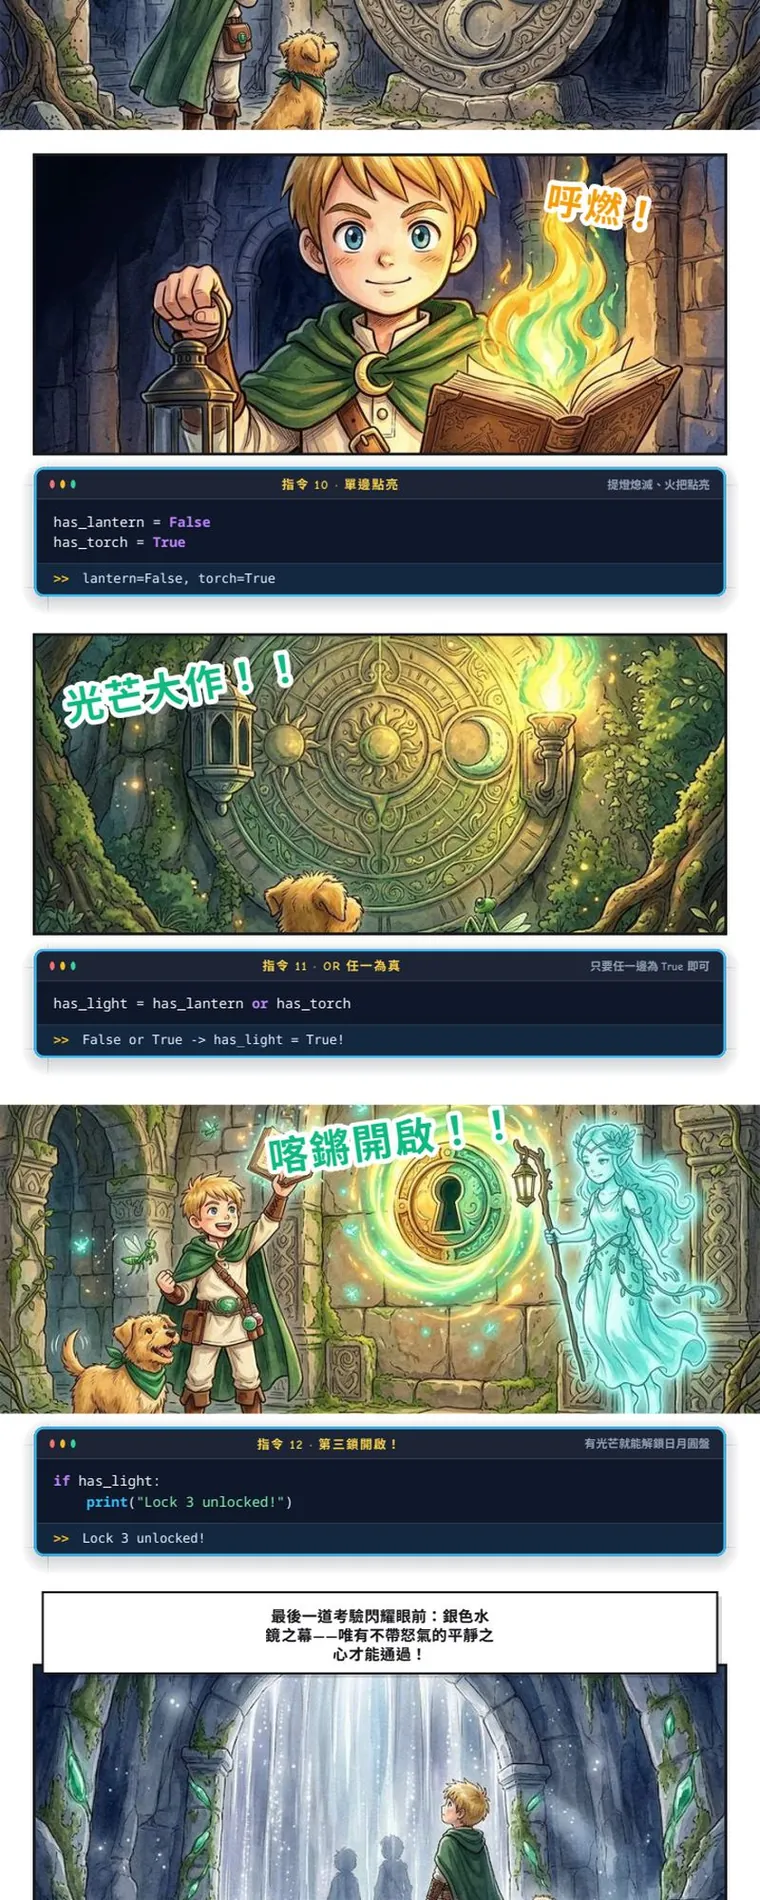 呼燃！
指令 10 · 單邊點亮
提燈熄滅、火把點亮
has_lantern = False
has_torch = True
>> lantern=False, torch=True
光芒大作！！
指令 11 · OR 任一為真
只要任一邊為 True 即可
has_light = has_lantern or has_torch
>> False or True -> has_light = True!
喀鏘開啟！！
指令 12 · 第三鎖開啟！
有光芒就能解鎖日月圓盤
if has_light:
    print("Lock 3 unlocked!")
>> Lock 3 unlocked!
最後一道考驗閃耀眼前：銀色水
鏡之幕——唯有不帶怒氣的平靜之
心才能通過！